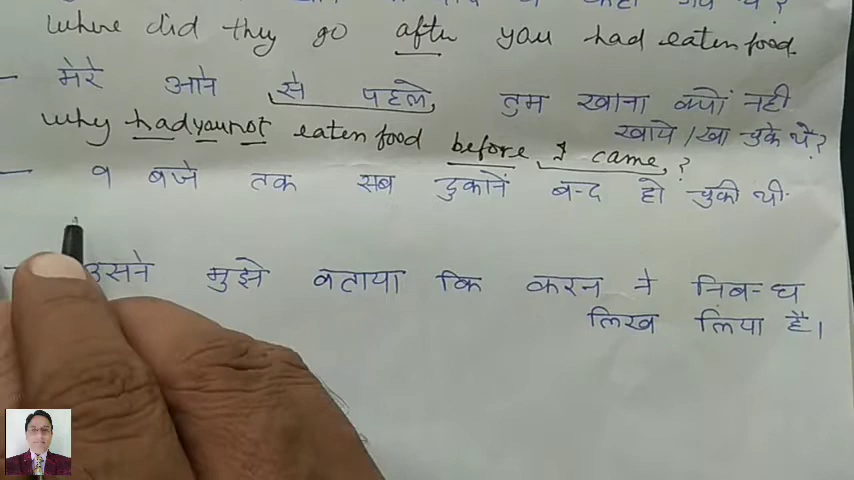 Where did they go after you had eaten food.
— मेरे आने से पहले, तुम खाना क्यों नही
खाये/खा चुके थे?
Why had you not eaten food before I came,?
— 9 बजे तक सब दुकानें बन्द हो चुकी थी.
— उसने मुझे बताया कि करन ने निबन्ध
लिख लिया है।